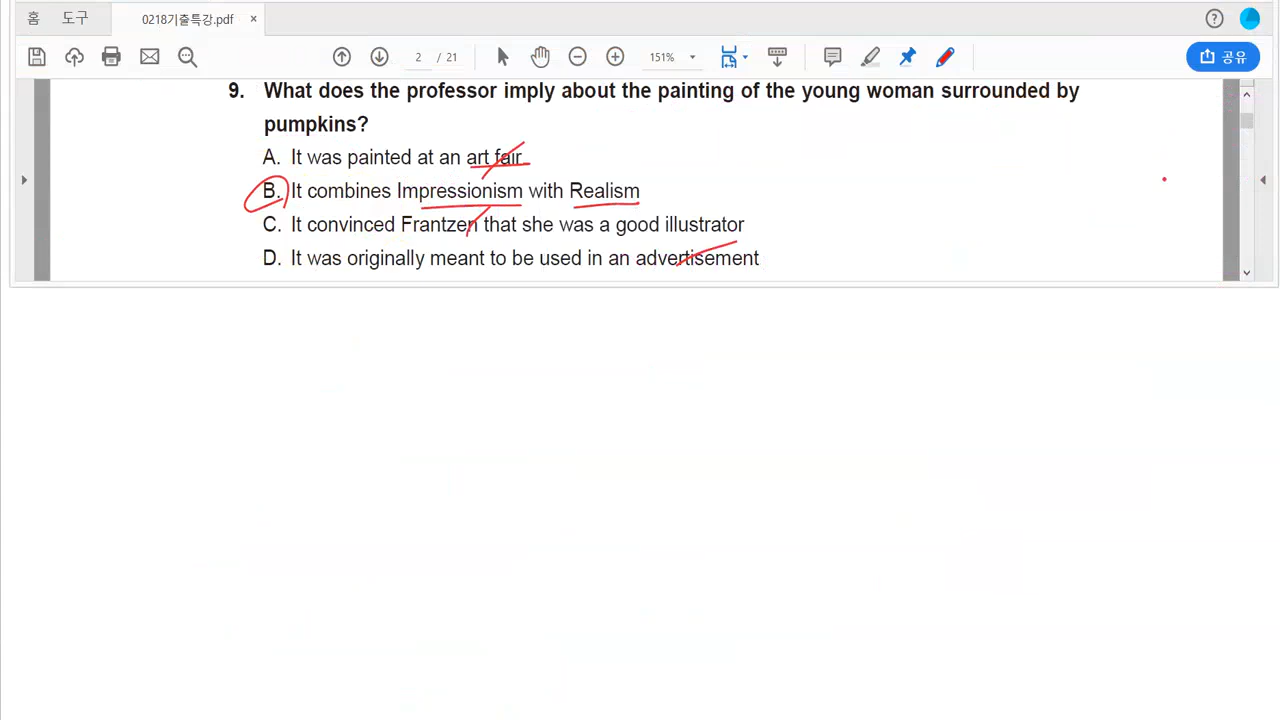 홈 도구 0218기출특강.pdf ×
2 / 21 151% 공유
9. What does the professor imply about the painting of the young woman surrounded by
pumpkins?
A. It was painted at an art fair
B. It combines Impressionism with Realism
C. It convinced Frantzen that she was a good illustrator
D. It was originally meant to be used in an advertisement